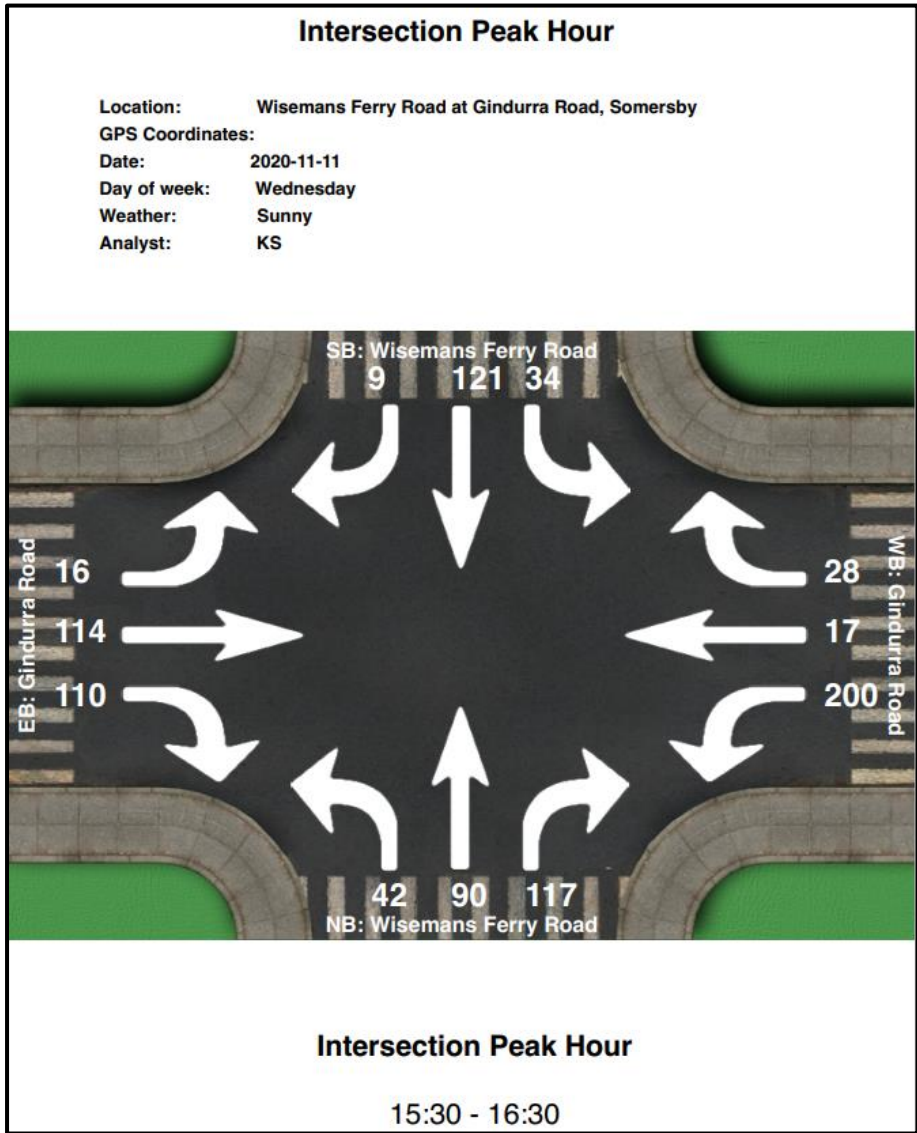 Intersection Peak Hour
Location: Wisemans Ferry Road at Gindurra Road, Somersby
GPS Coordinates:
Date: 2020-11-11
Day of week: Wednesday
Weather: Sunny
Analyst: KS
SB: Wisemans Ferry Road
9 121 34
EB: Gindurra Road
16
114
110
28
17
200
WB: Gindurra Road
42 90 117
NB: Wisemans Ferry Road
Intersection Peak Hour
15:30 - 16:30